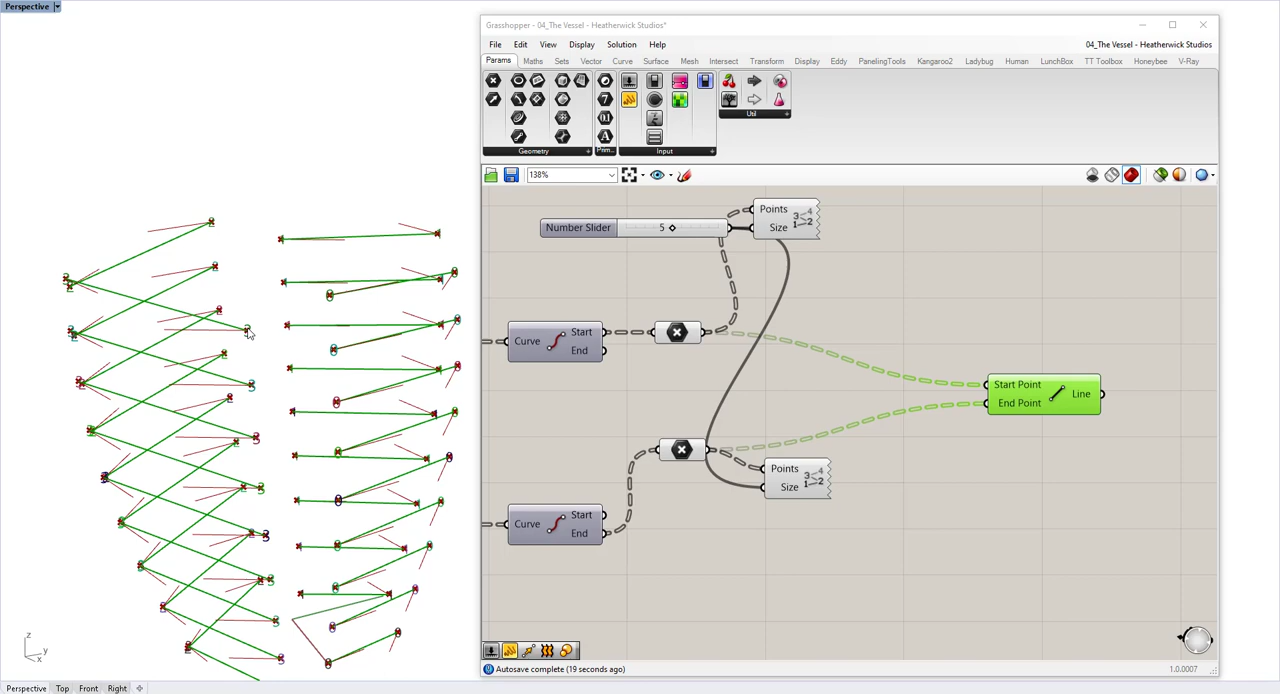 Perspective
Grasshopper - 04_The Vessel - Heatherwick Studios*
File Edit View Display Solution Help
04_The Vessel - Heatherwick Studios
Params Maths Sets Vector Curve Surface Mesh Intersect Transform Display Eddy PanelingTools Kangaroo2 Ladybug Human LunchBox TT Toolbox Honeybee V-Ray
Geometry
Prim...
Input
Util
138%
Number Slider 5
Points
Size
Curve
Start
End
Start Point
End Point
Line
Points
Size
Curve
Start
End
Autosave complete (19 seconds ago)
1.0.0007
z
y
x
Perspective Top Front Right